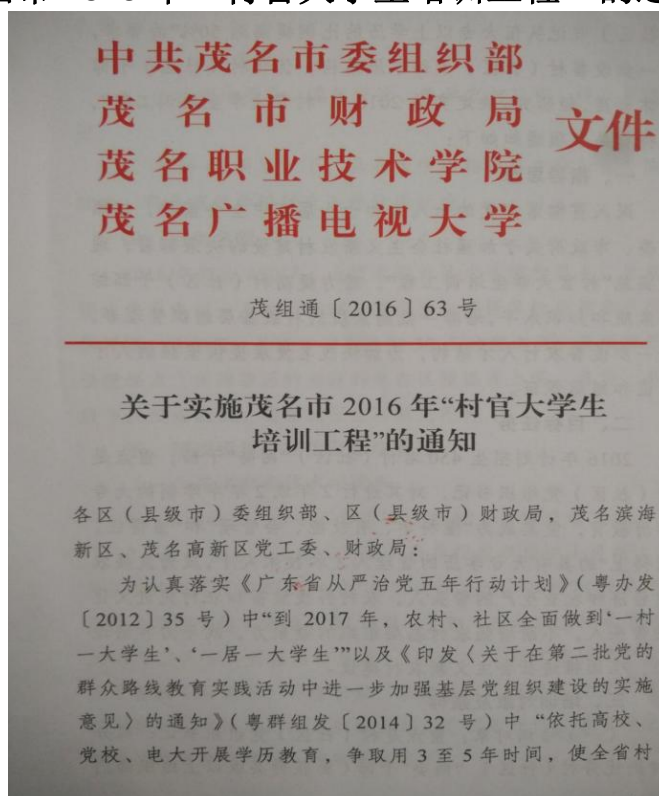 中共茂名市委组织部
茂名市财政局
茂名职业技术学院
茂名广播电视大学
文件
茂组通〔2016〕63号
关于实施茂名市2016年“村官大学生
培训工程”的通知
各区（县级市）委组织部、区（县级市）财政局，茂名滨海
新区、茂名高新区党工委、财政局：
为认真落实《广东省从严治党五年行动计划》（粤办发
〔2012〕35号）中“到2017年，农村、社区全面做到‘一村
一大学生’、‘一居一大学生’”以及《印发〈关于在第二批党的
群众路线教育实践活动中进一步加强基层党组织建设的实施
意见〉的通知》（粤群组发〔2014〕32号）中“依托高校、
党校、电大开展学历教育，争取用3至5年时间，使全省村